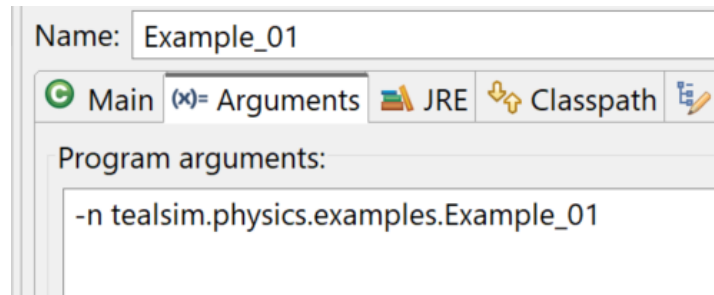 Name: Example_01
Main (x)= Arguments JRE Classpath
Program arguments:
-n tealsim.physics.examples.Example_01